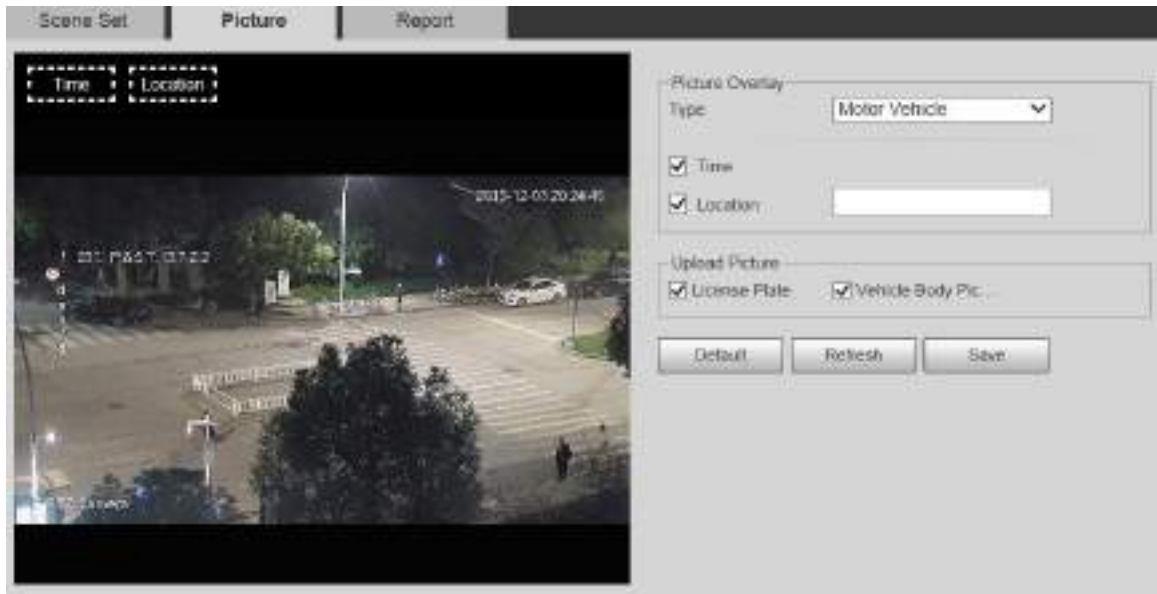 Scene Set Picture Report
Time Location
Picture Overlay
Type Motor Vehicle
Time
Location
Upload Picture
License Plate Vehicle Body Pic...
Default Refresh Save